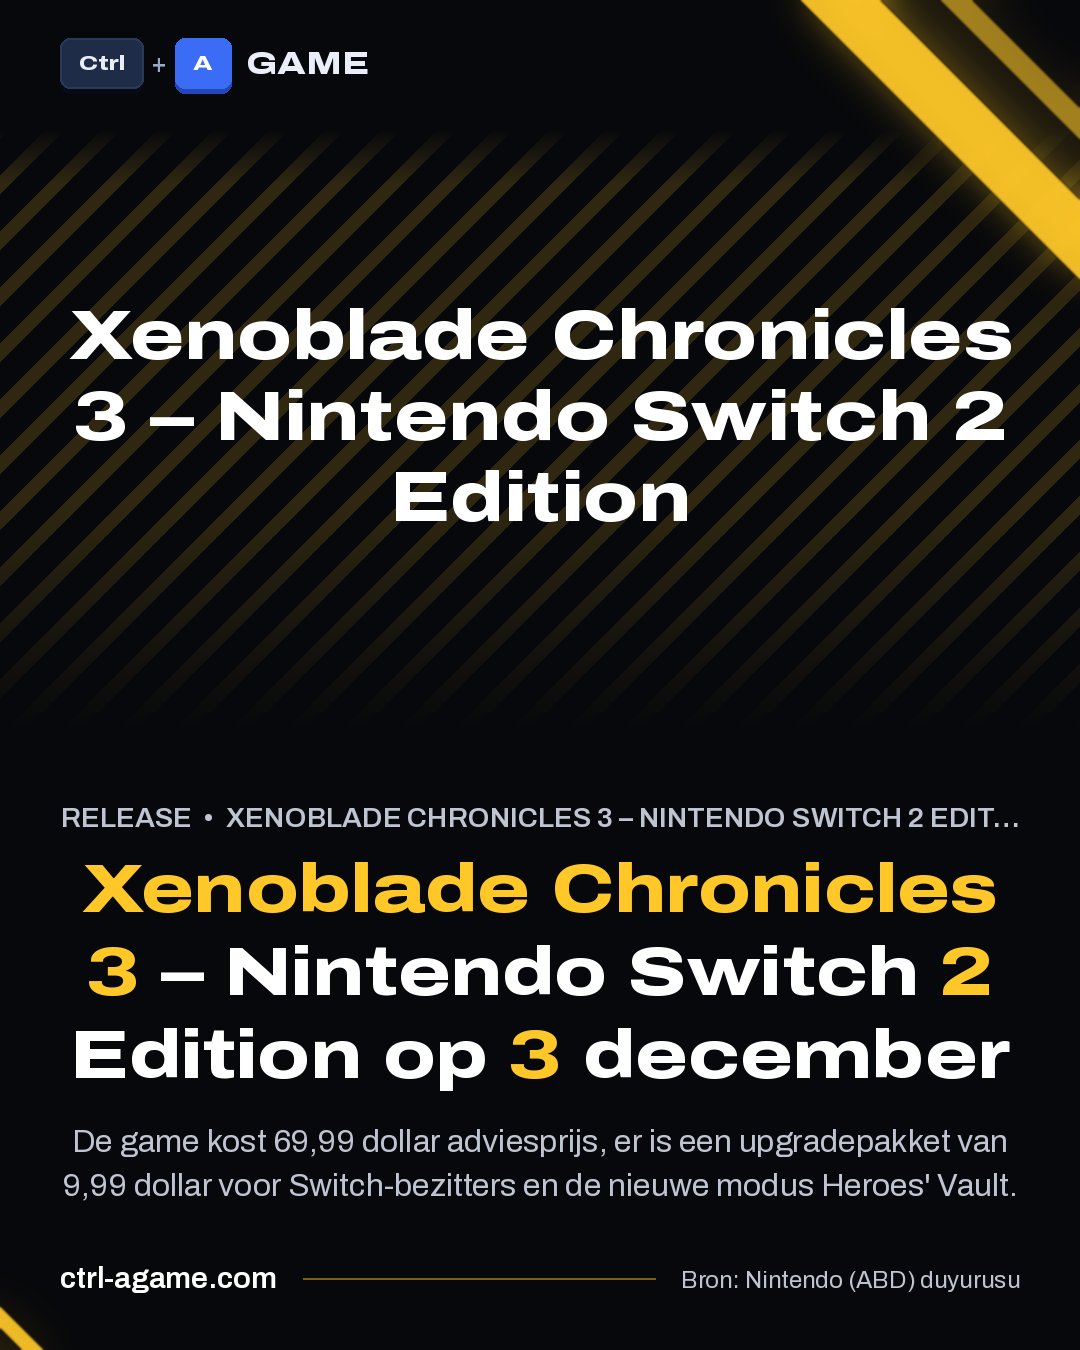 Ctrl + A GAME
Xenoblade Chronicles
3 – Nintendo Switch 2
Edition
RELEASE • XENOBLADE CHRONICLES 3 – NINTENDO SWITCH 2 EDIT...
Xenoblade Chronicles
3 – Nintendo Switch 2
Edition op 3 december
De game kost 69,99 dollar adviesprijs, er is een upgradepakket van
9,99 dollar voor Switch-bezitters en de nieuwe modus Heroes' Vault.
ctrl-agame.com
Bron: Nintendo (ABD) duyurusu